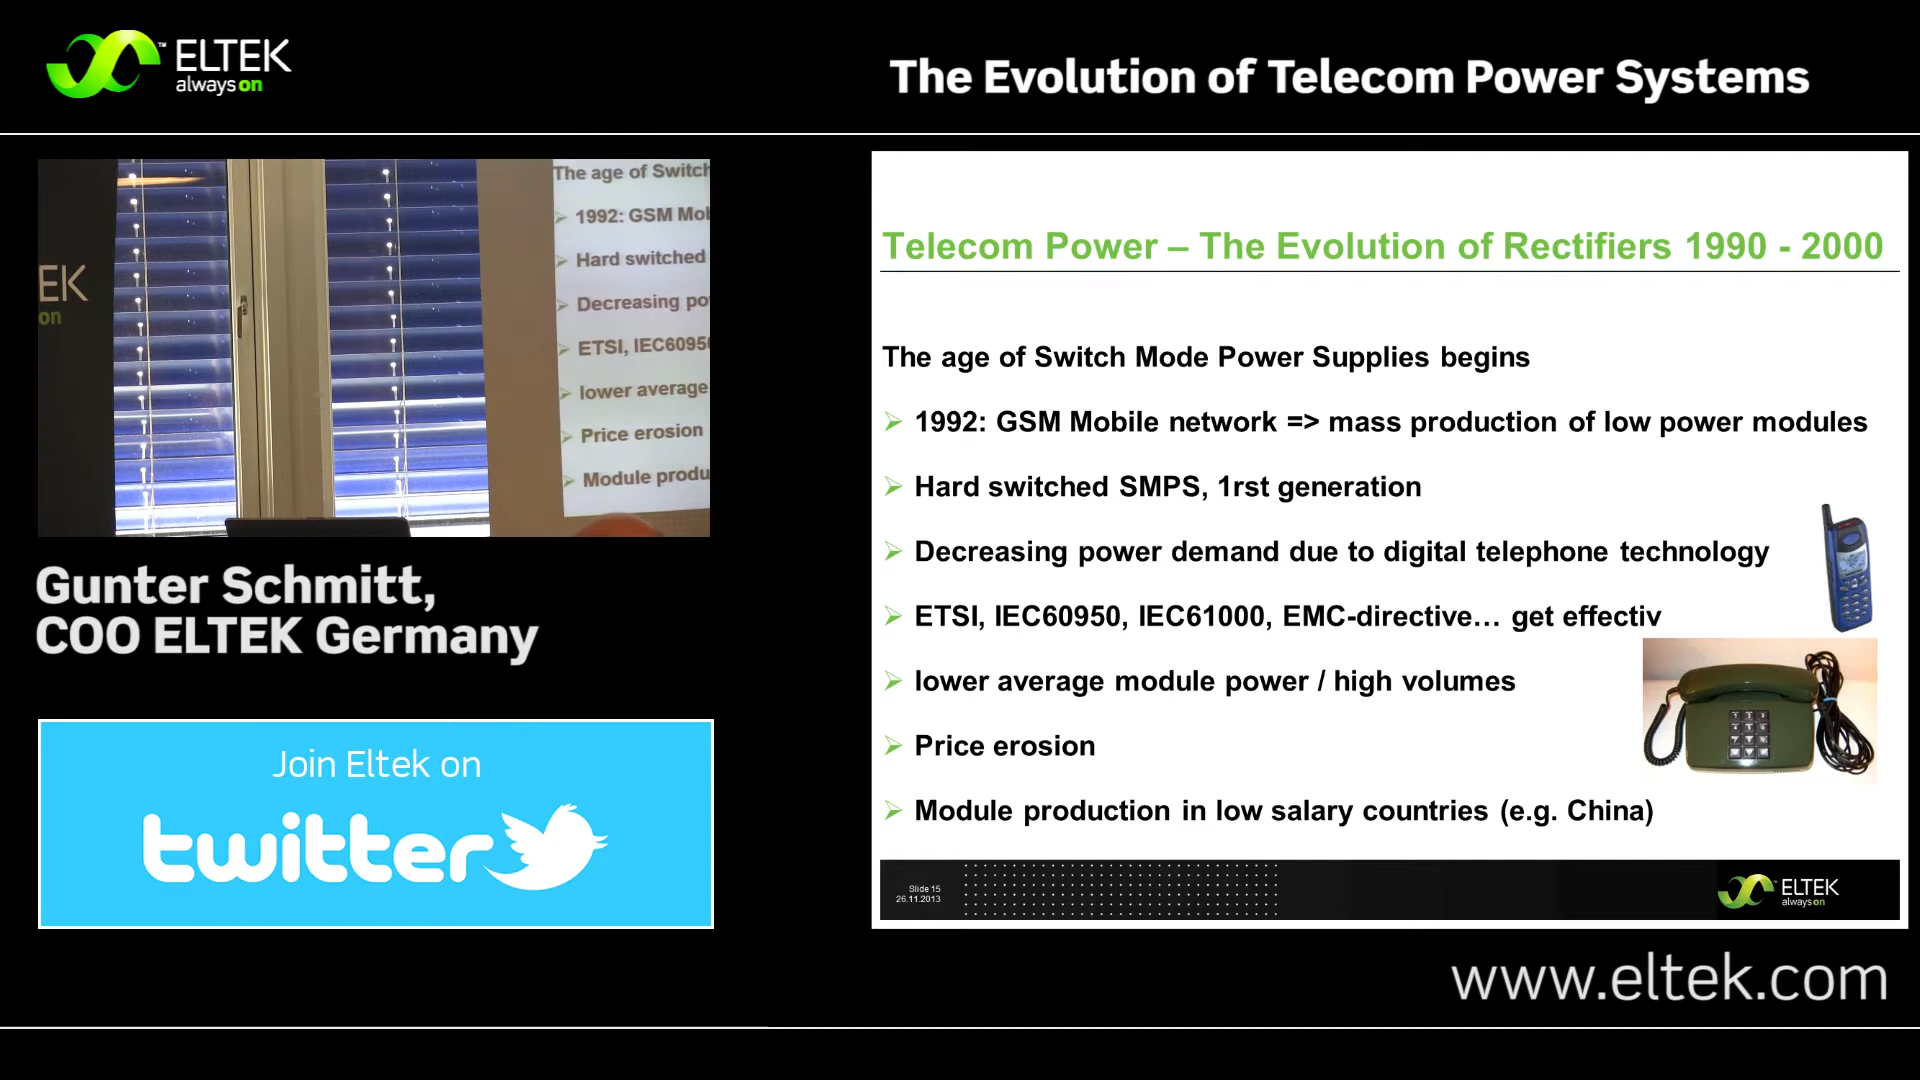 ELTEK
always on
The Evolution of Telecom Power Systems
EK
on
The age of Switch
1992: GSM Mob
Hard switched
Decreasing po
ETSI, IEC60950
lower average
Price erosion
Module produ
Gunter Schmitt,
COO ELTEK Germany
Join Eltek on
twitter
Telecom Power – The Evolution of Rectifiers 1990 - 2000
The age of Switch Mode Power Supplies begins
1992: GSM Mobile network => mass production of low power modules
Hard switched SMPS, 1rst generation
Decreasing power demand due to digital telephone technology
ETSI, IEC60950, IEC61000, EMC-directive… get effectiv
lower average module power / high volumes
Price erosion
Module production in low salary countries (e.g. China)
Slide 15
26.11.2013
ELTEK
always on
www.eltek.com